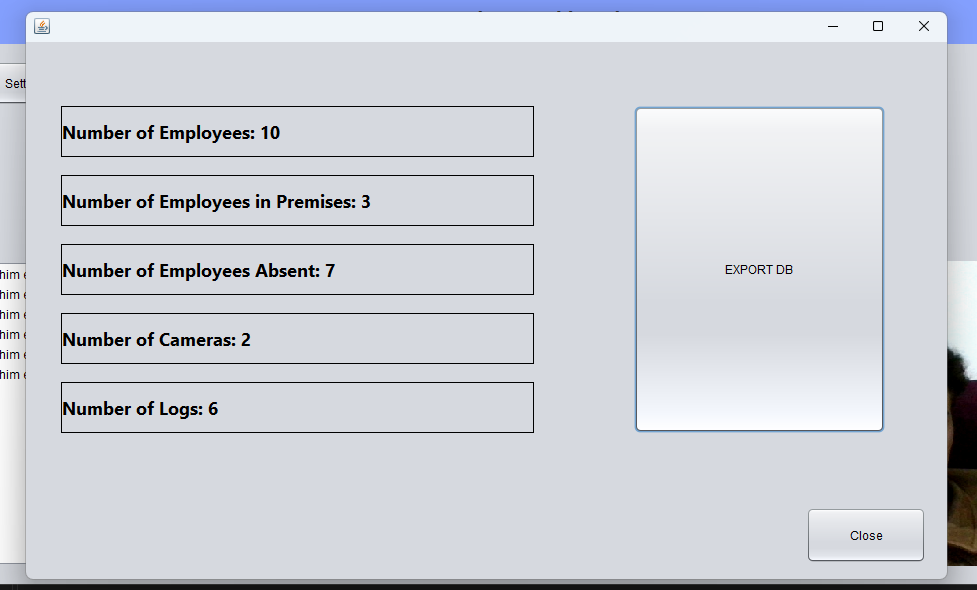 Sett
Number of Employees: 10
Number of Employees in Premises: 3
Number of Employees Absent: 7
Number of Cameras: 2
Number of Logs: 6
EXPORT DB
him e
him e
him e
him e
him e
him e
Close